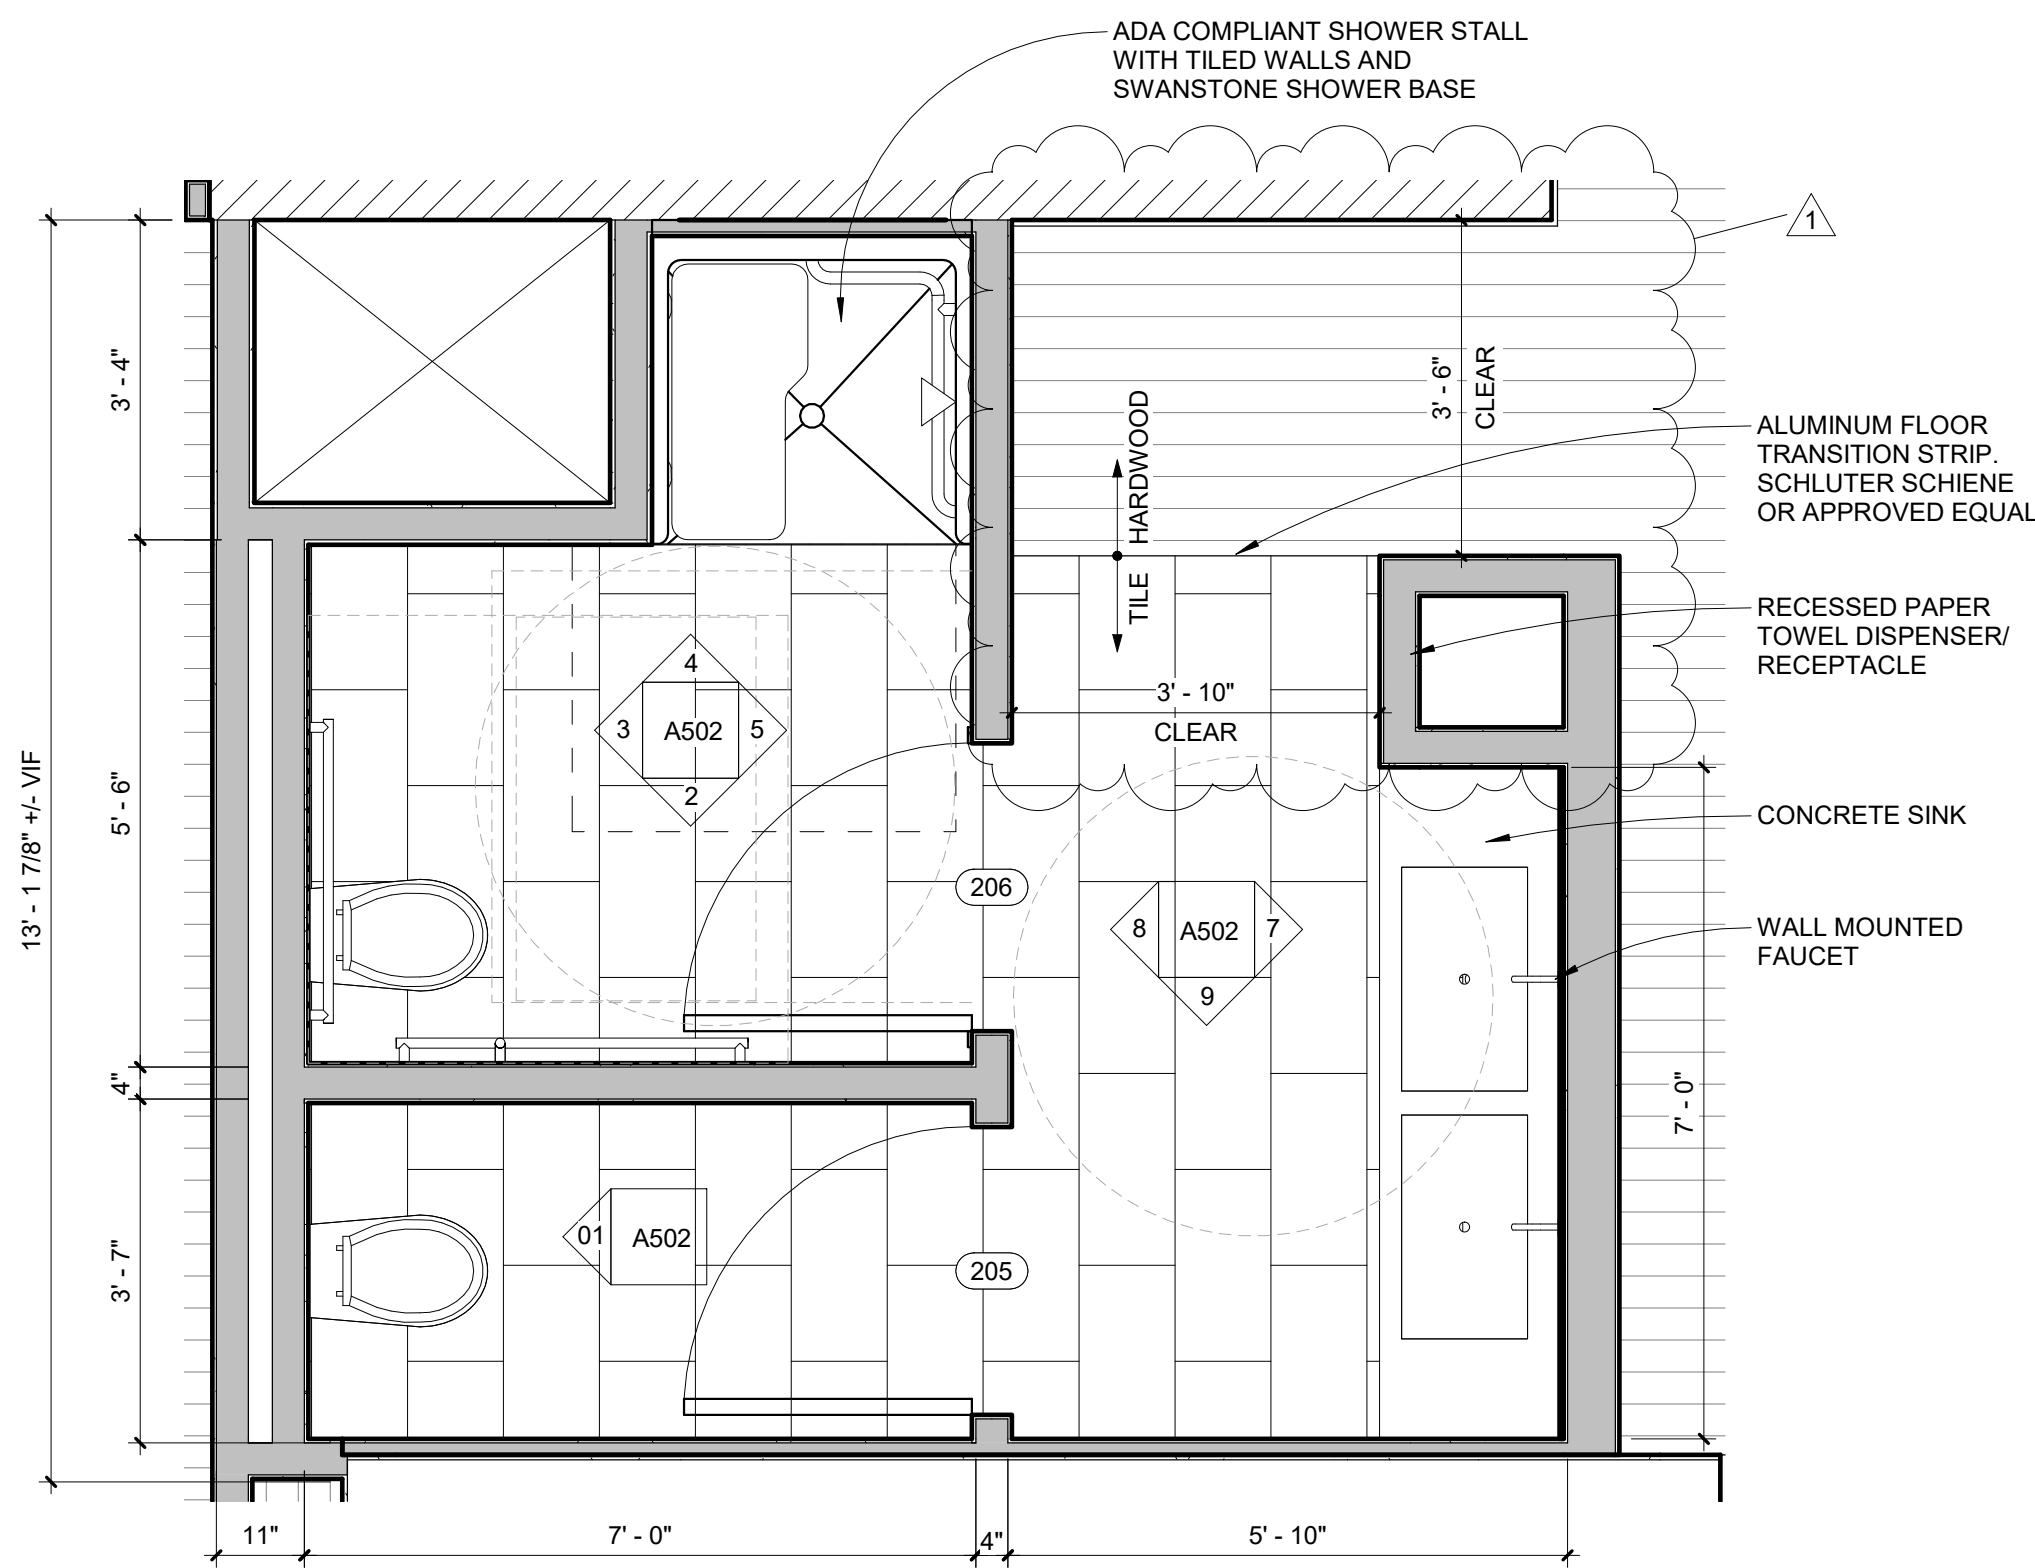 ADA COMPLIANT SHOWER STALL
WITH TILED WALLS AND
SWANSTONE SHOWER BASE
1
3' - 4"
3' - 6"
CLEAR
HARDWOOD
TILE
ALUMINUM FLOOR
TRANSITION STRIP.
SCHLUTER SCHIENE
OR APPROVED EQUAL
RECESSED PAPER
TOWEL DISPENSER/
RECEPTACLE
4
3
A502
5
2
3' - 10"
CLEAR
13' - 1 7/8" +/- VIF
5' - 6"
CONCRETE SINK
206
8
A502
7
9
WALL MOUNTED
FAUCET
4"
7' - 0"
3' - 7"
01
A502
205
11"
7' - 0"
4"
5' - 10"